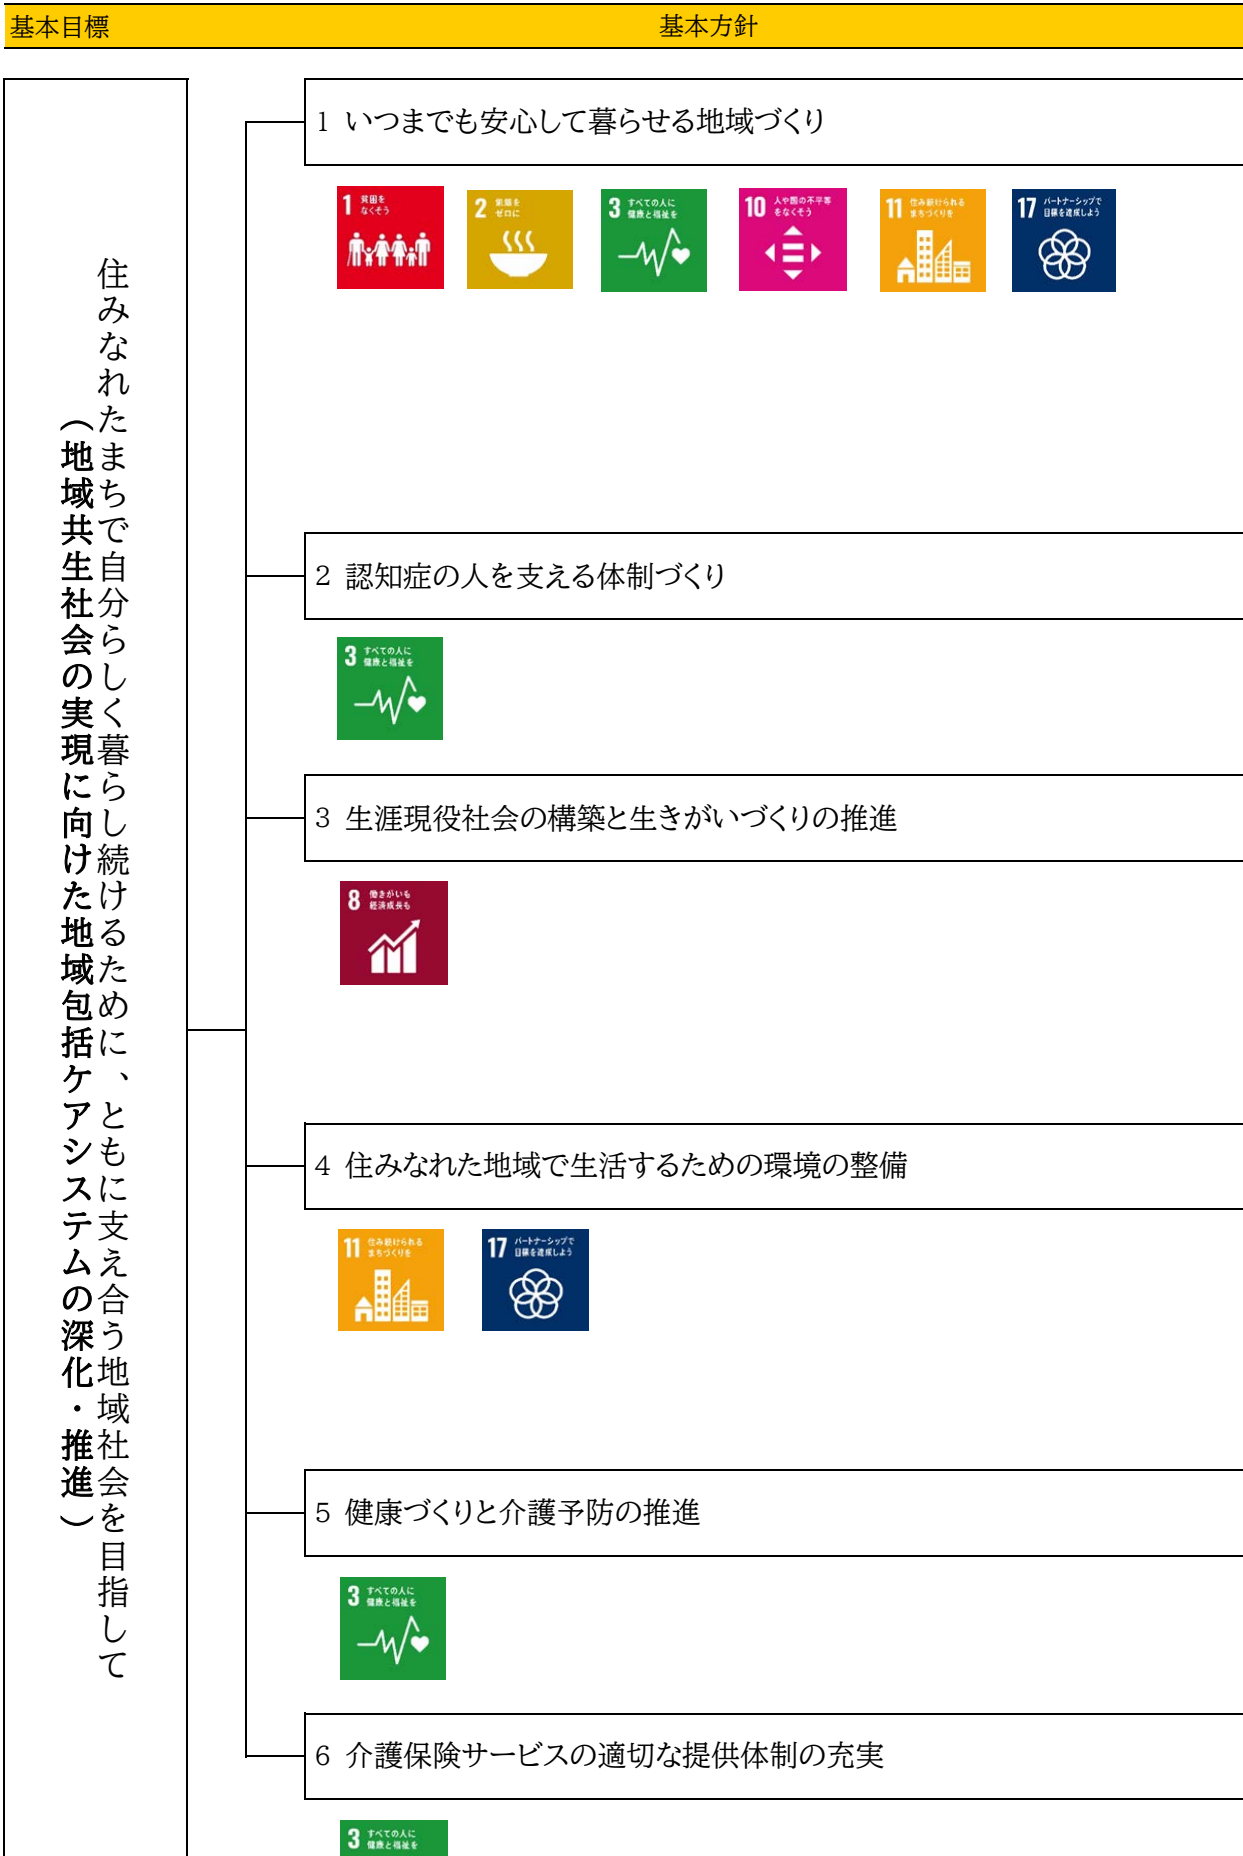 基本目標
基本方針
住みなれたまちで自分らしく暮らし続けるために、ともに支え合う地域社会を目指して
（地域共生社会の実現に向けた地域包括ケアシステムの深化・推進）
1 いつまでも安心して暮らせる地域づくり
1 貧困を
なくそう
2 飢餓を
ゼロに
3 すべての人に
健康と福祉を
10 人や国の不平等
をなくそう
11 住み続けられる
まちづくりを
17 パートナーシップで
目標を達成しよう
2 認知症の人を支える体制づくり
3 すべての人に
健康と福祉を
3 生涯現役社会の構築と生きがいづくりの推進
8 働きがいも
経済成長も
4 住みなれた地域で生活するための環境の整備
11 住み続けられる
まちづくりを
17 パートナーシップで
目標を達成しよう
5 健康づくりと介護予防の推進
3 すべての人に
健康と福祉を
6 介護保険サービスの適切な提供体制の充実
3 すべての人に
健康と福祉を